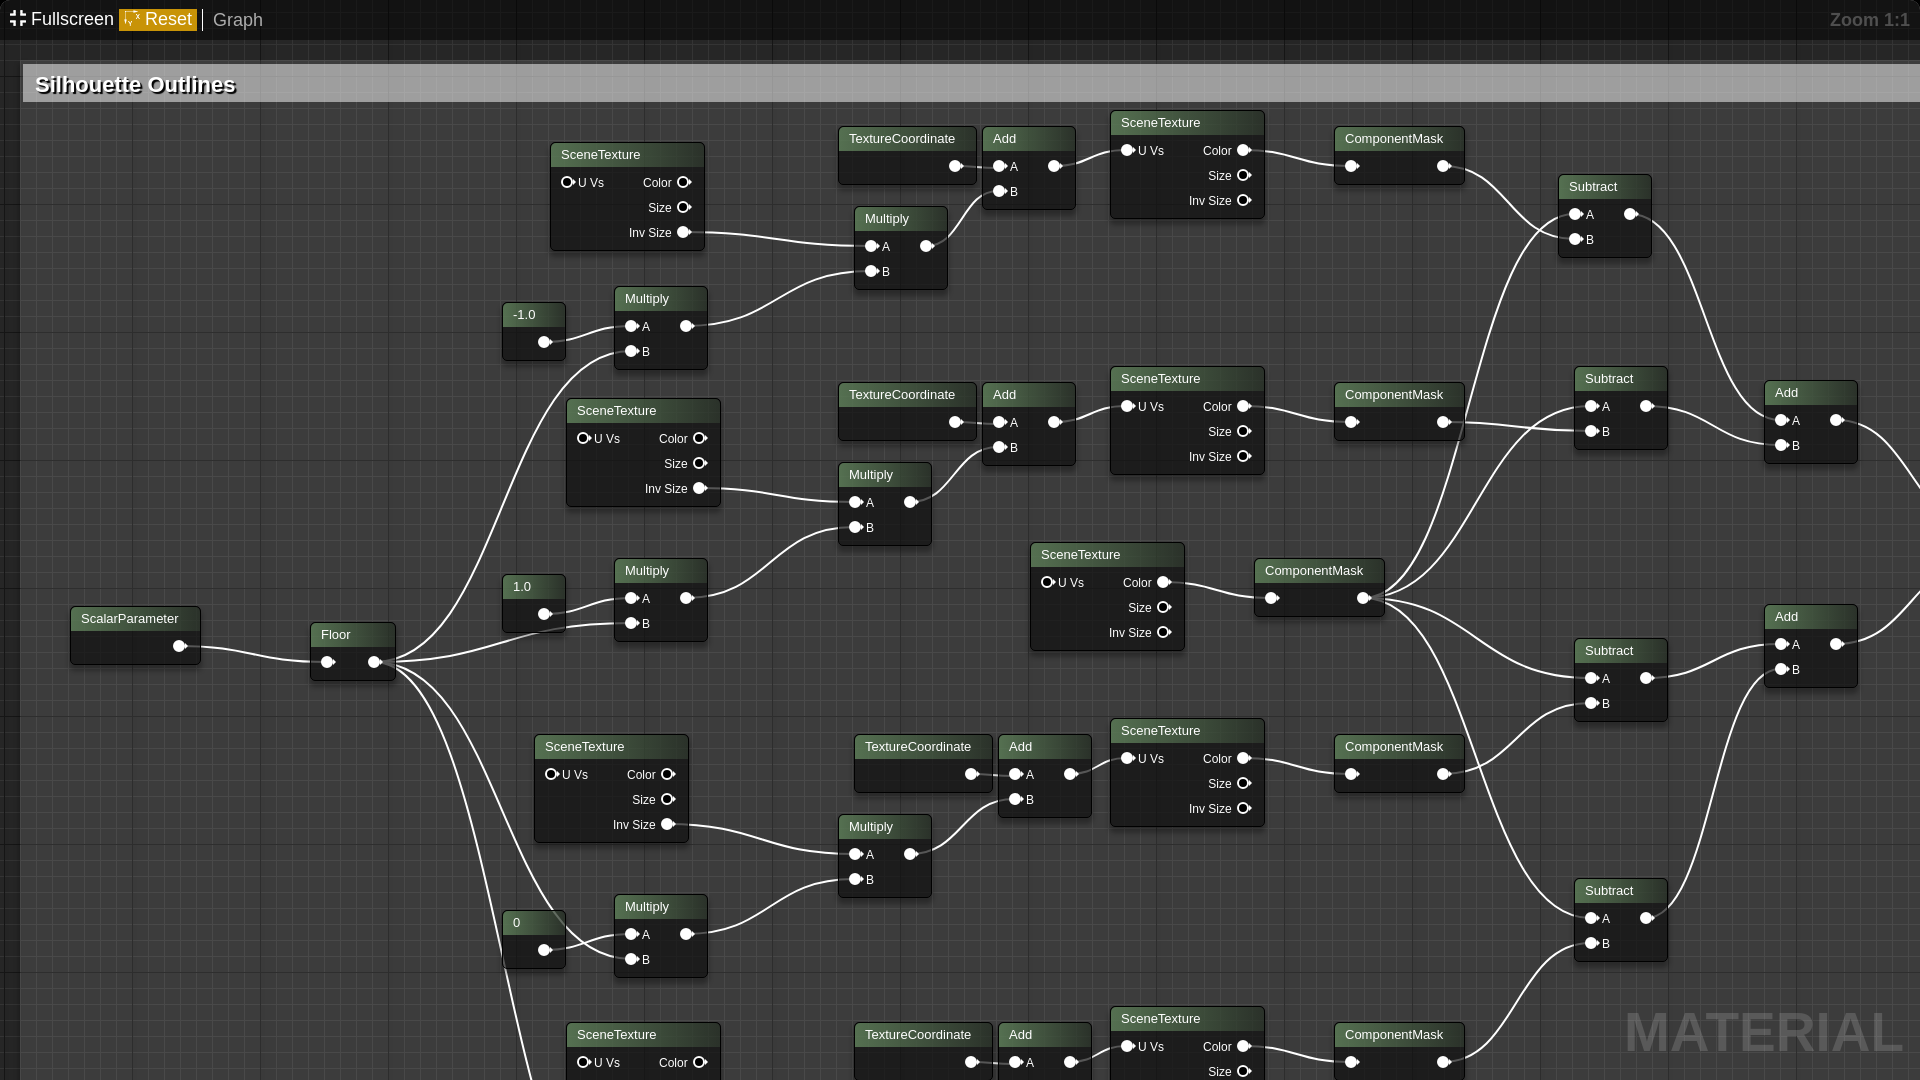 Fullscreen Reset Graph Zoom 1:1
Silhouette Outlines
SceneTexture
U Vs Color
Size
Inv Size
TextureCoordinate
Add
A
B
SceneTexture
U Vs Color
Size
Inv Size
ComponentMask
Subtract
A
B
Multiply
A
B
-1.0
Multiply
A
B
SceneTexture
U Vs Color
Size
Inv Size
TextureCoordinate
Add
A
B
SceneTexture
U Vs Color
Size
Inv Size
ComponentMask
Subtract
A
B
Add
A
B
Multiply
A
B
1.0
Multiply
A
B
SceneTexture
U Vs Color
Size
Inv Size
ComponentMask
ScalarParameter
Floor
Subtract
A
B
Add
A
B
SceneTexture
U Vs Color
Size
Inv Size
TextureCoordinate
Add
A
B
SceneTexture
U Vs Color
Size
Inv Size
ComponentMask
Multiply
A
B
0
Multiply
A
B
Subtract
A
B
SceneTexture
U Vs Color
TextureCoordinate
Add
A
SceneTexture
U Vs Color
Size
ComponentMask
MATERIAL